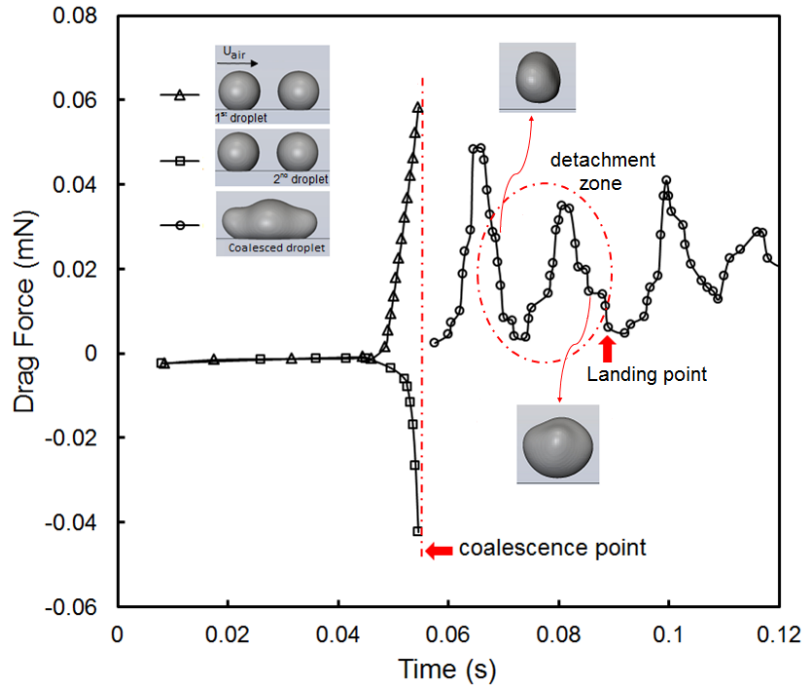 0.08
0.06
0.04
0.02
0
-0.02
-0.04
-0.06
Drag Force (mN)
0
0.02
0.04
0.06
0.08
0.1
0.12
Time (s)
Uair
1st droplet
2nd droplet
Coalesced droplet
detachment
zone
Landing point
coalescence point